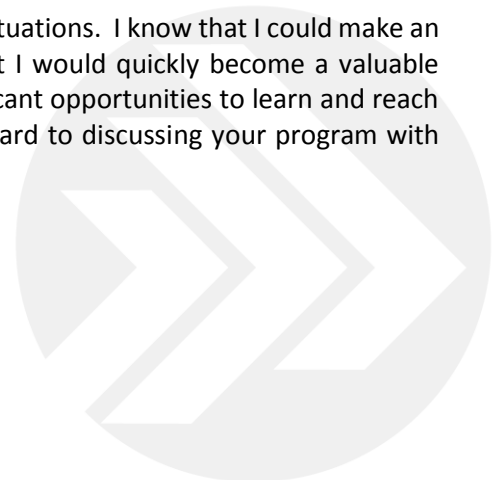 tuations. I know that I could make an
t I would quickly become a valuable
cant opportunities to learn and reach
ard to discussing your program with